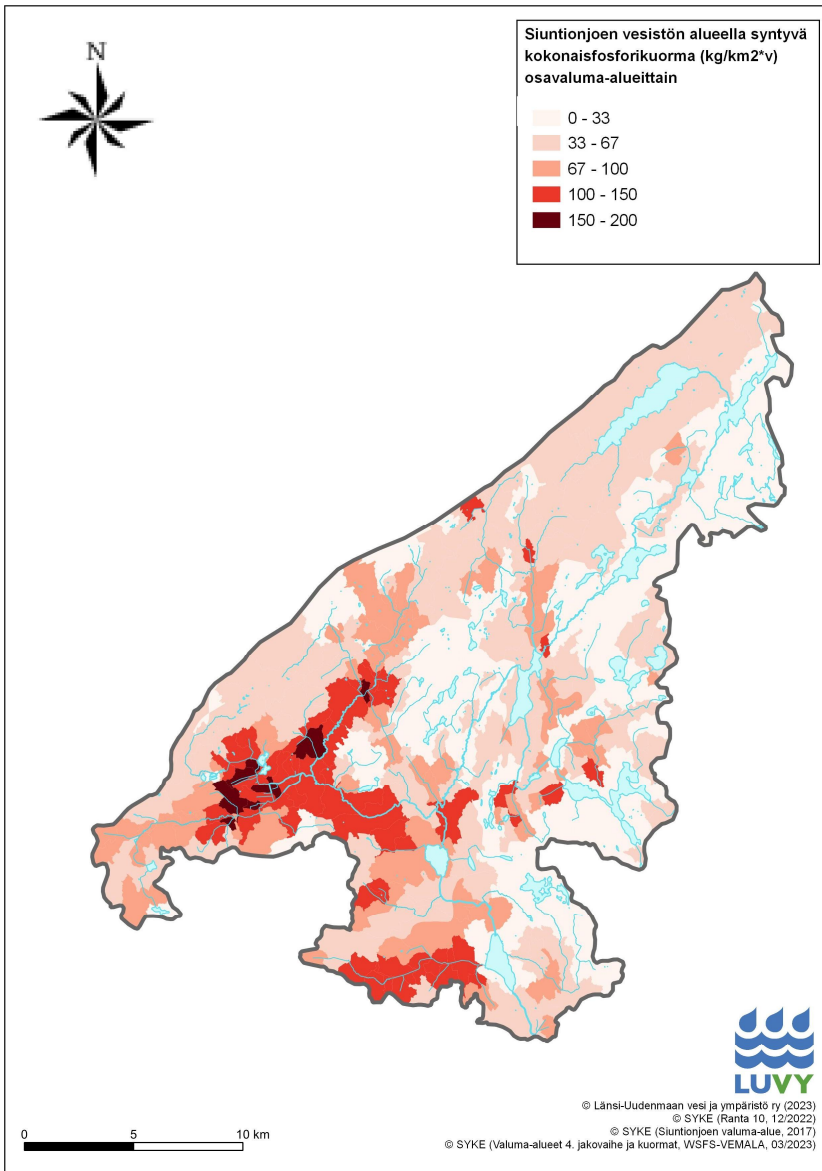 Siuntionjoen vesistön alueella syntyvä
kokonaisfosforikuorma (kg/km2*v)
osavaluma-alueittain
0 - 33
33 - 67
67 - 100
100 - 150
150 - 200
N
LUVY
© Länsi-Uudenmaan vesi ja ympäristö ry (2023)
© SYKE (Ranta 10, 12/2022)
© SYKE (Siuntionjoen valuma-alue, 2017)
© SYKE (Valuma-alueet 4. jakovaihe ja kuormat, WSFS-VEMALA, 03/2023)
0 5 10 km